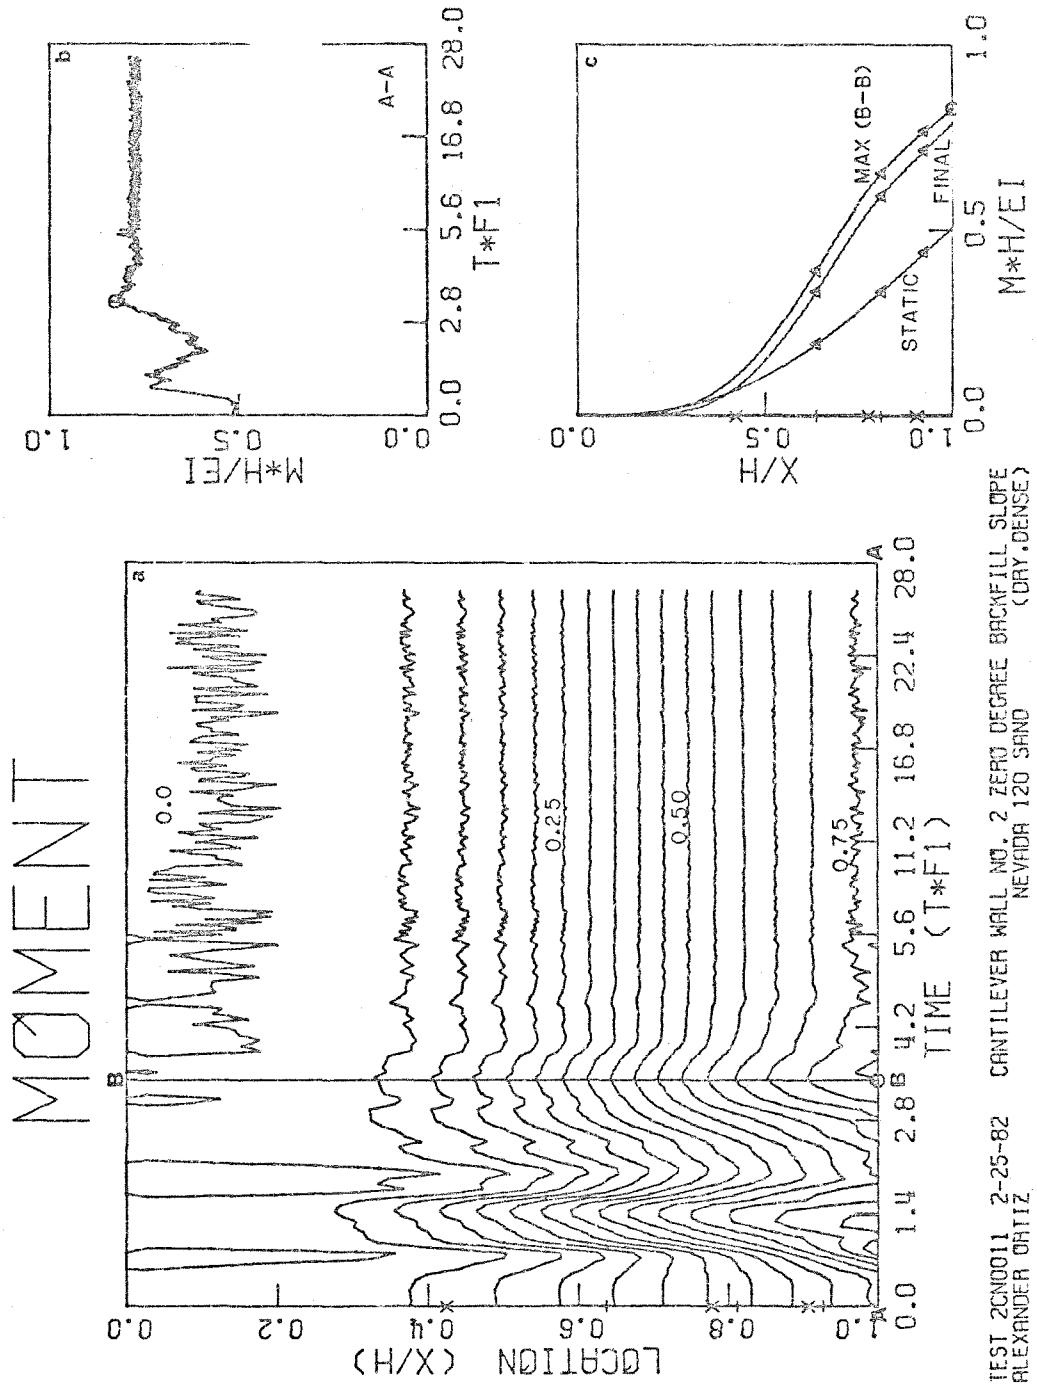 MOMENT
a
0.0
0.25
0.50
0.75
B
B
A
A
0.0
0.2
0.4
0.6
0.8
1.0
LOCATION (X/H)
0.0 1.4 2.8 4.2 5.6 11.2 16.8 22.4 28.0
TIME (T*F1)
b
A-A
1.0
0.5
0.0
M*H/EI
0.0 2.8 5.6 16.8 28.0
T*F1
c
MAX (B-B)
FINAL
STATIC
0.0
0.5
1.0
X/H
0.0 0.5 1.0
M*H/EI
TEST 2CN0011 2-25-82 CANTILEVER WALL NO. 2 ZERO DEGREE BACKFILL SLOPE
ALEXANDER ORTIZ NEVADA 120 SAND (DRY,DENSE)